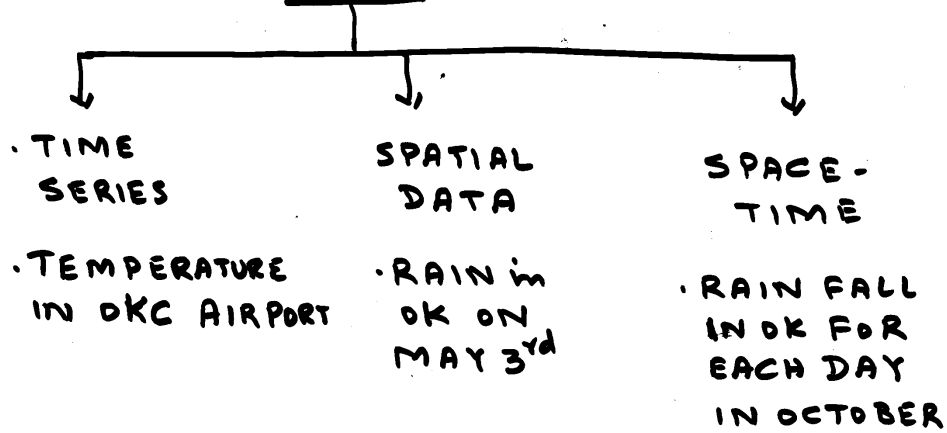 · TIME
SERIES
· TEMPERATURE
IN OKC AIRPORT
SPATIAL
DATA
· RAIN in
OK ON
MAY 3rd
SPACE-
TIME
· RAIN FALL
IN OK FOR
EACH DAY
IN OCTOBER